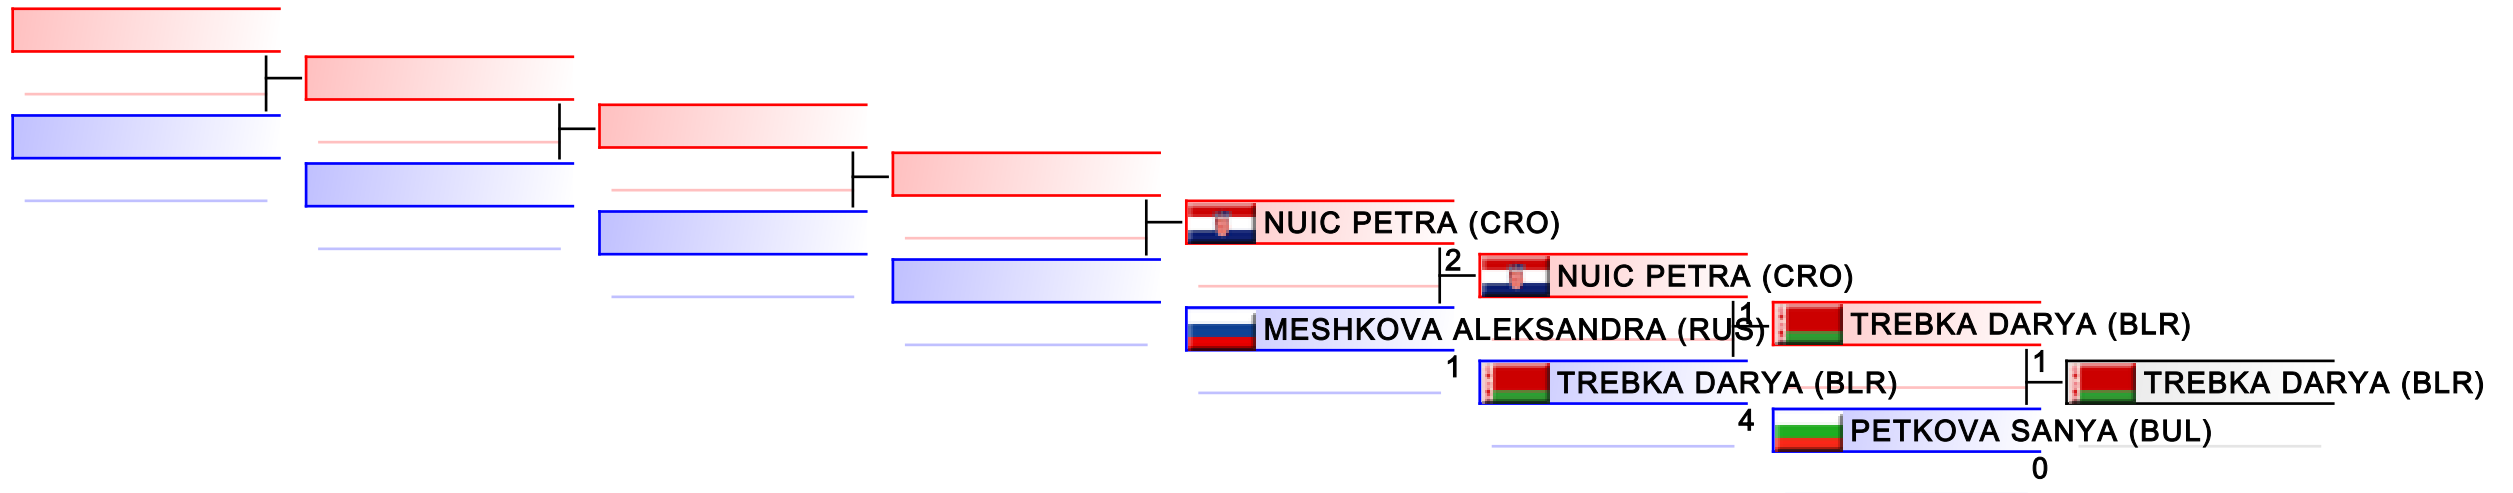 NUIC PETRA (CRO)
2
NUIC PETRA (CRO)
MESHKOVA ALEKSANDRA (RUS)
1
1
TREBKA DARYA (BLR)
1
TREBKA DARYA (BLR)
4
TREBKA DARYA (BLR)
PETKOVA SANYA (BUL)
0